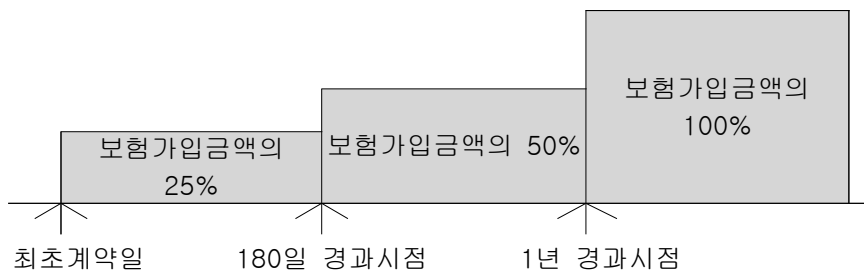 보험가입금액의
25%
보험가입금액의 50%
보험가입금액의
100%
최초계약일
180일 경과시점
1년 경과시점